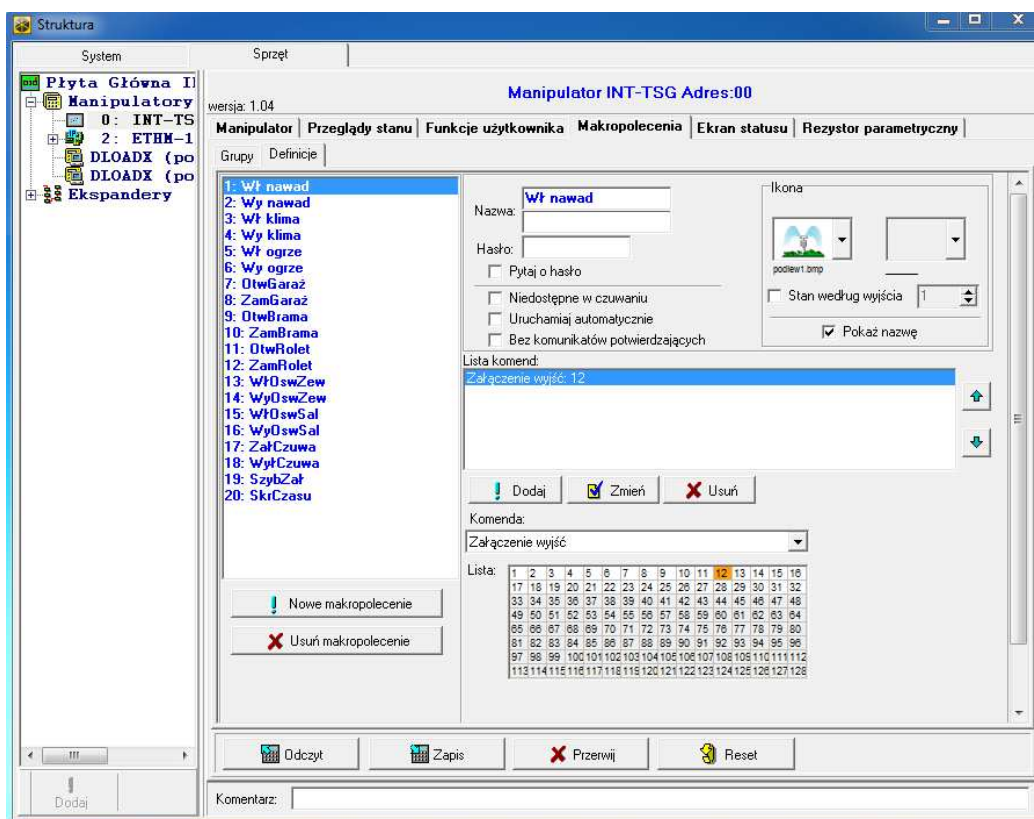 Struktura
System
Sprzęt
Płyta Główna II
Manipulatory
0: INT-TS
2: ETHM-1
DLOADX (po
DLOADX (po
Ekspandery
Dodaj
Manipulator INT-TSG Adres:00
wersja: 1.04
Manipulator Przeglądy stanu Funkcje użytkownika Makropolecenia Ekran statusu Rezystor parametryczny
Grupy Definicje
1: Wł nawad
2: Wy nawad
3: Wł klima
4: Wy klima
5: Wł ogrze
6: Wy ogrze
7: OtwGaraż
8: ZamGaraż
9: OtwBrama
10: ZamBrama
11: OtwRolet
12: ZamRolet
13: WłOswZew
14: WyOswZew
15: WłOswSal
16: WyOswSal
17: ZałCzuwa
18: WyłCzuwa
19: SzybZał
20: SkrCzasu
Nowe makropolecenie
Usuń makropolecenie
Nazwa: Wł nawad
Hasło:
Pytaj o hasło
Niedostępne w czuwaniu
Uruchamiaj automatycznie
Bez komunikatów potwierdzających
Ikona
podlew1.bmp
Stan według wyjścia 1
Pokaż nazwę
Lista komend:
Załączenie wyjść: 12
Dodaj Zmień Usuń
Komenda:
Załączenie wyjść
Lista:
1 2 3 4 5 6 7 8 9 10 11 12 13 14 15 16
17 18 19 20 21 22 23 24 25 26 27 28 29 30 31 32
33 34 35 36 37 38 39 40 41 42 43 44 45 46 47 48
49 50 51 52 53 54 55 56 57 58 59 60 61 62 63 64
65 66 67 68 69 70 71 72 73 74 75 76 77 78 79 80
81 82 83 84 85 86 87 88 89 90 91 92 93 94 95 96
97 98 99 100 101 102 103 104 105 106 107 108 109 110 111 112
113 114 115 116 117 118 119 120 121 122 123 124 125 126 127 128
Odczyt Zapis Przerwij Reset
Komentarz: